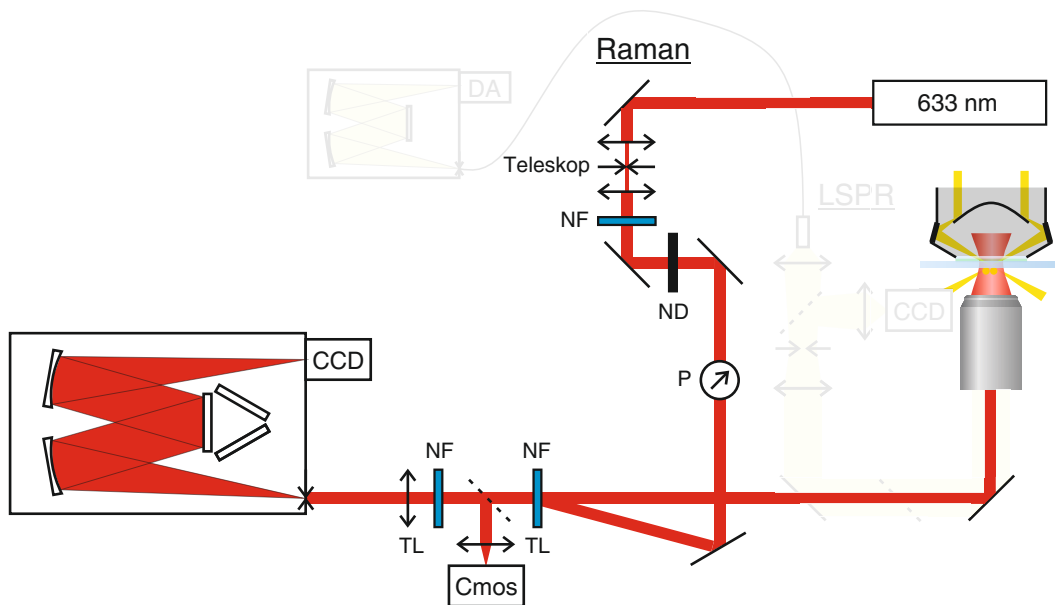 Raman
DA
633 nm
Teleskop
LSPR
NF
ND
CCD
CCD
P
NF
NF
TL
TL
Cmos